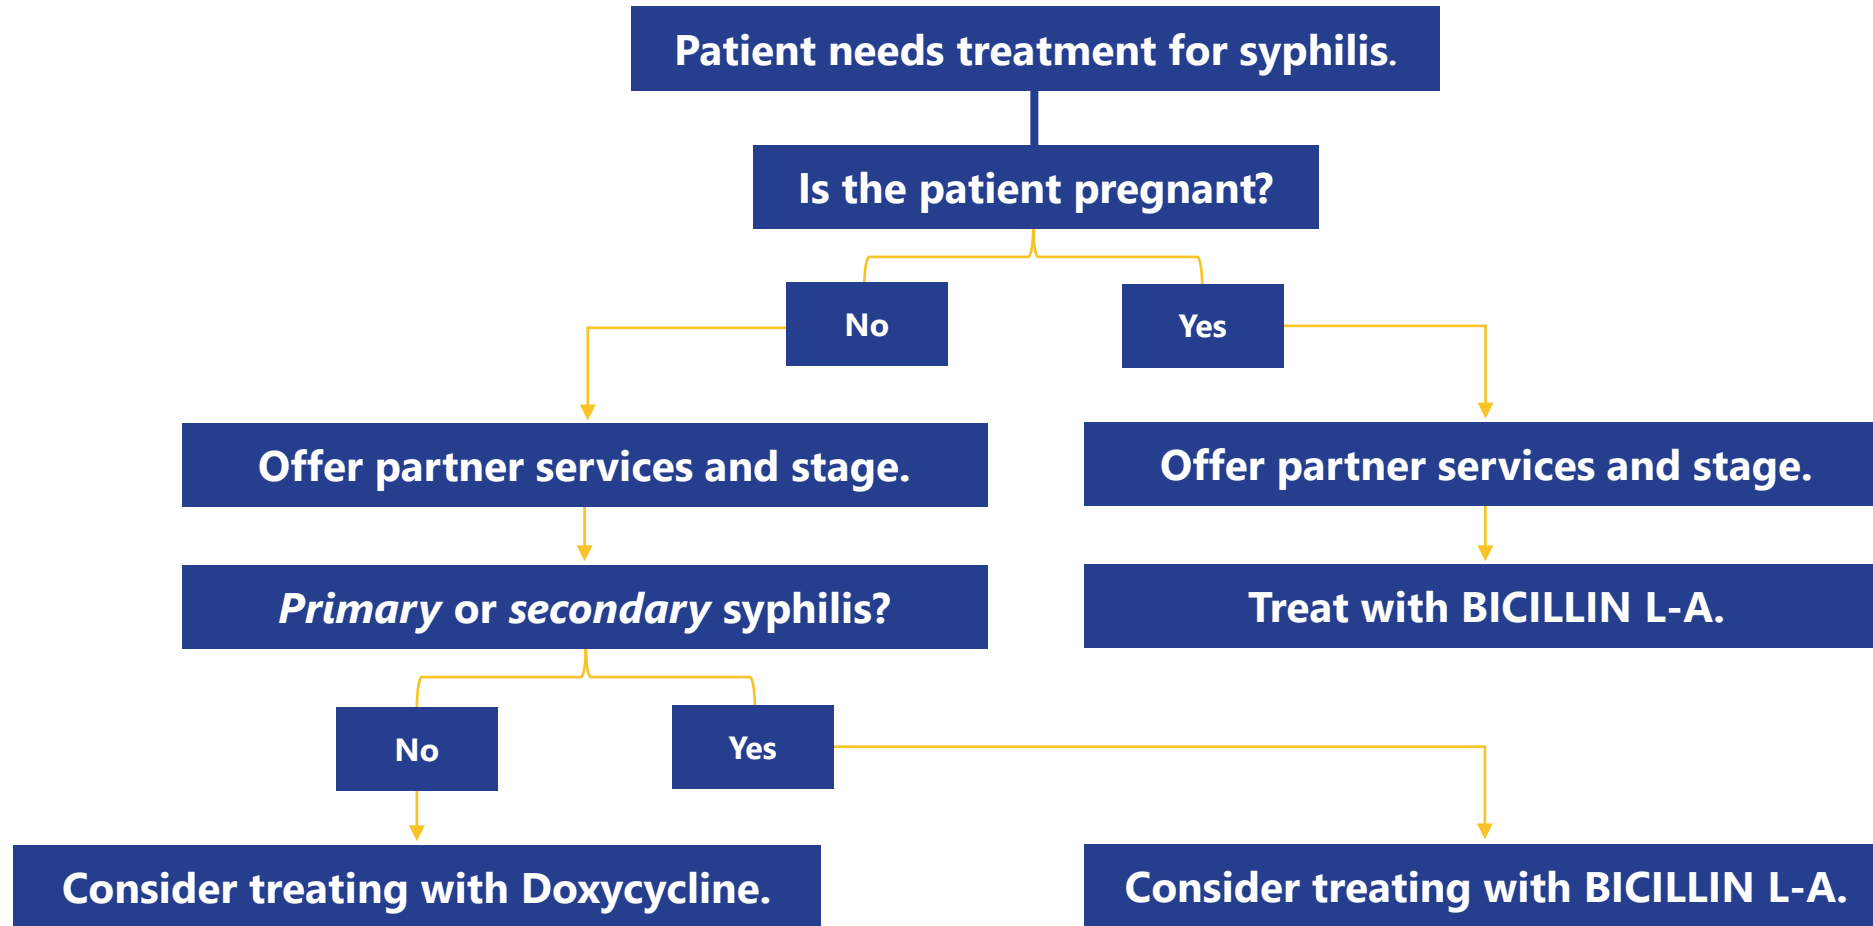 Patient needs treatment for syphilis.
Is the patient pregnant?
No
Yes
Offer partner services and stage.
Offer partner services and stage.
Primary or secondary syphilis?
Treat with BICILLIN L-A.
No
Yes
Consider treating with Doxycycline.
Consider treating with BICILLIN L-A.